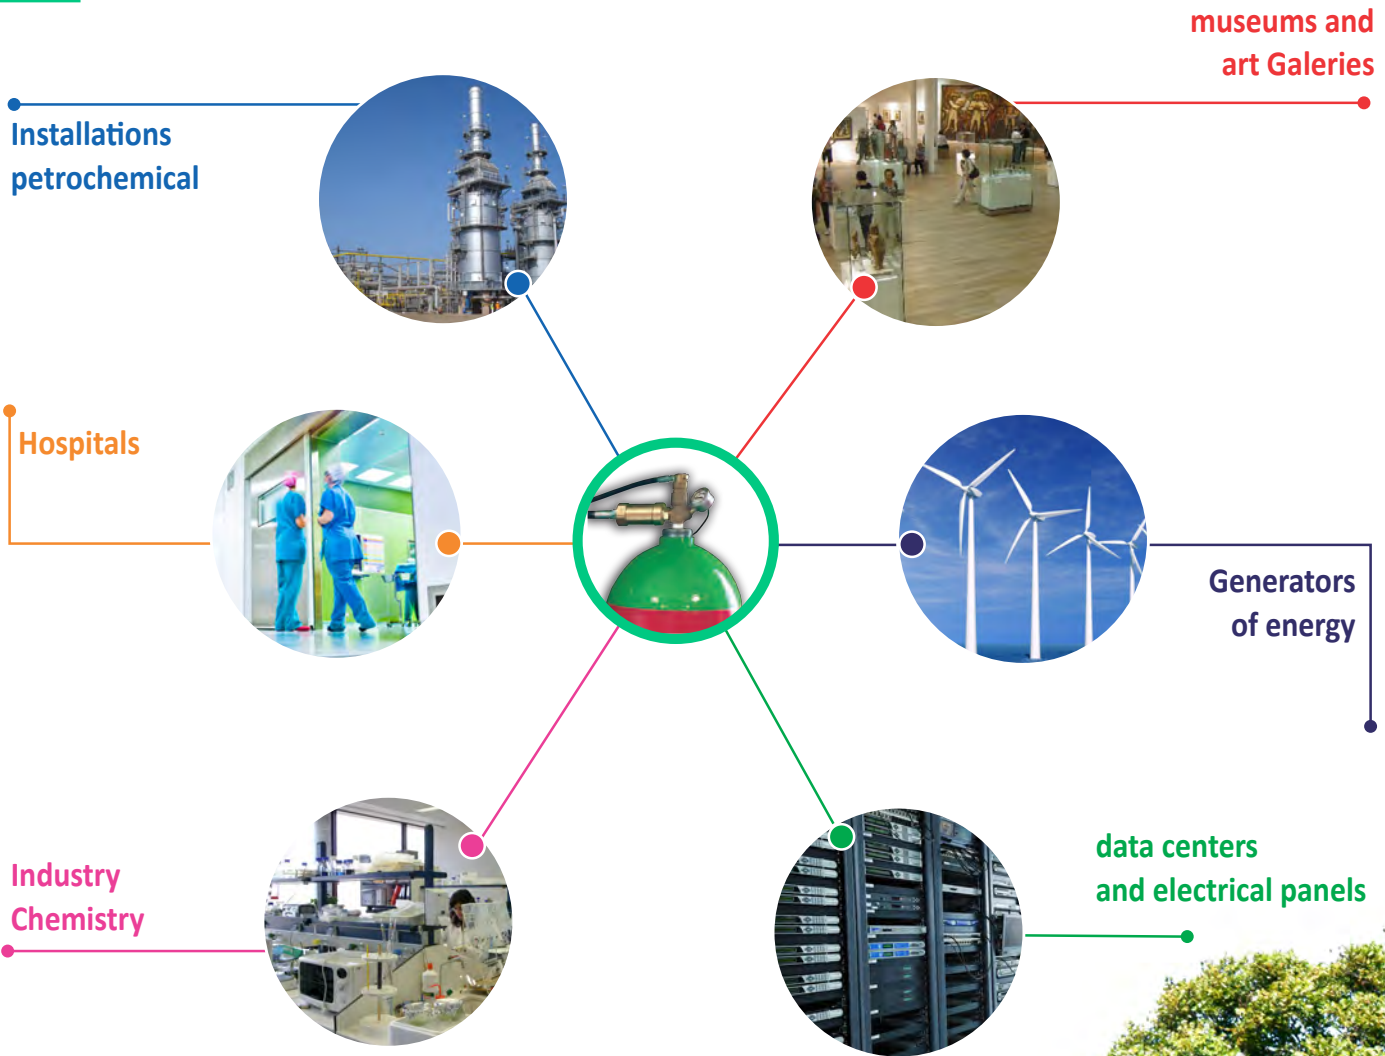 museums and
art Galeries
Installations
petrochemical
Hospitals
Generators
of energy
Industry
Chemistry
data centers
and electrical panels